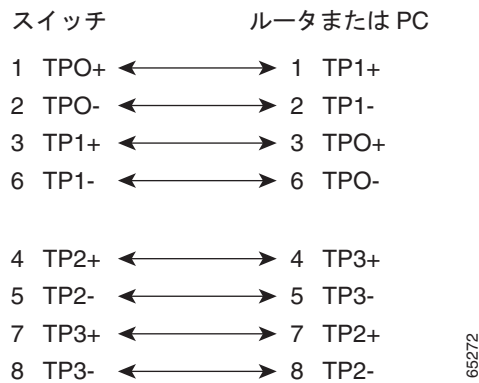 スイッチ ルータまたは PC
1 TPO+ 1 TP1+
2 TPO- 2 TP1-
3 TP1+ 3 TPO+
6 TP1- 6 TPO-
4 TP2+ 4 TP3+
5 TP2- 5 TP3-
7 TP3+ 7 TP2+
8 TP3- 8 TP2-
65272